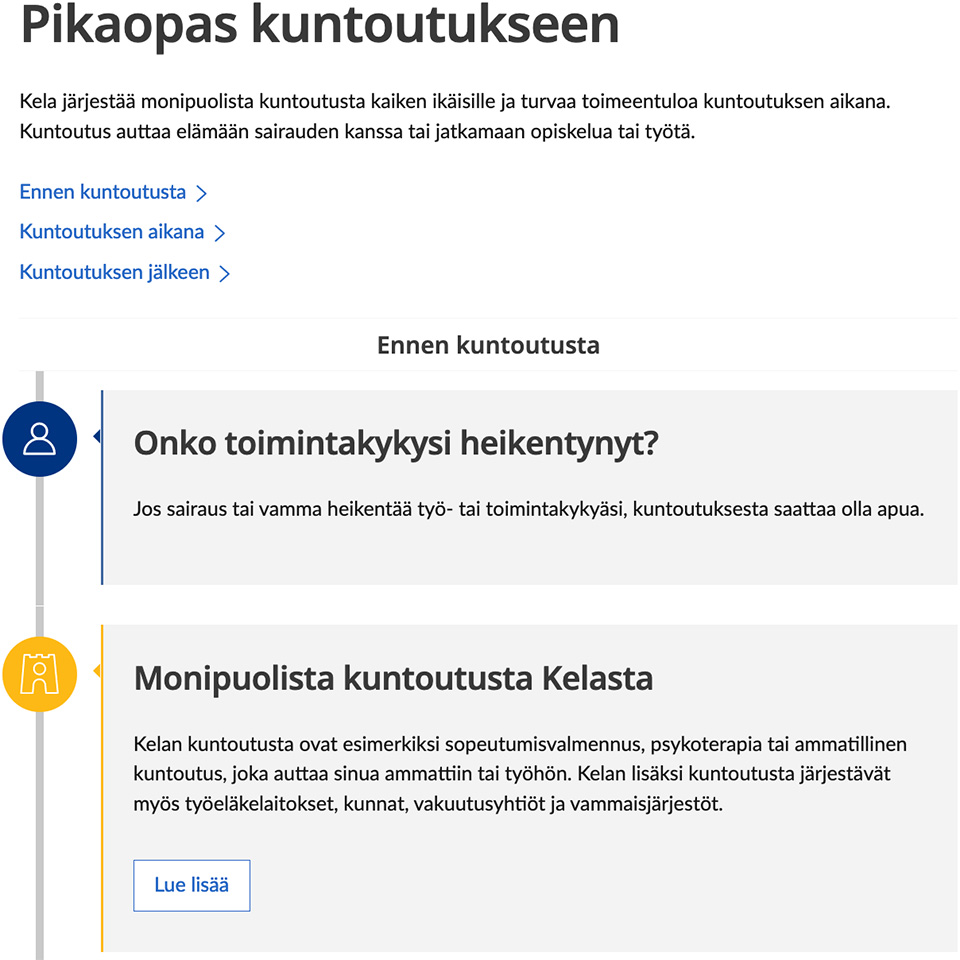 Pikaopas kuntoutukseen
Kela järjestää monipuolista kuntoutusta kaiken ikäisille ja turvaa toimeentuloa kuntoutuksen aikana.
Kuntoutus auttaa elämään sairauden kanssa tai jatkamaan opiskelua tai työtä.
Ennen kuntoutusta
Kuntoutuksen aikana
Kuntoutuksen jälkeen
Ennen kuntoutusta
Onko toimintakykysi heikentynyt?
Jos sairaus tai vamma heikentää työ- tai toimintakykyäsi, kuntoutuksesta saattaa olla apua.
Monipuolista kuntoutusta Kelasta
Kelan kuntoutusta ovat esimerkiksi sopeutumisvalmennus, psykoterapia tai ammatillinen
kuntoutus, joka auttaa sinua ammattiin tai työhön. Kelan lisäksi kuntoutusta järjestävät
myös työeläkelaitokset, kunnat, vakuutusyhtiöt ja vammaisjärjestöt.
Lue lisää